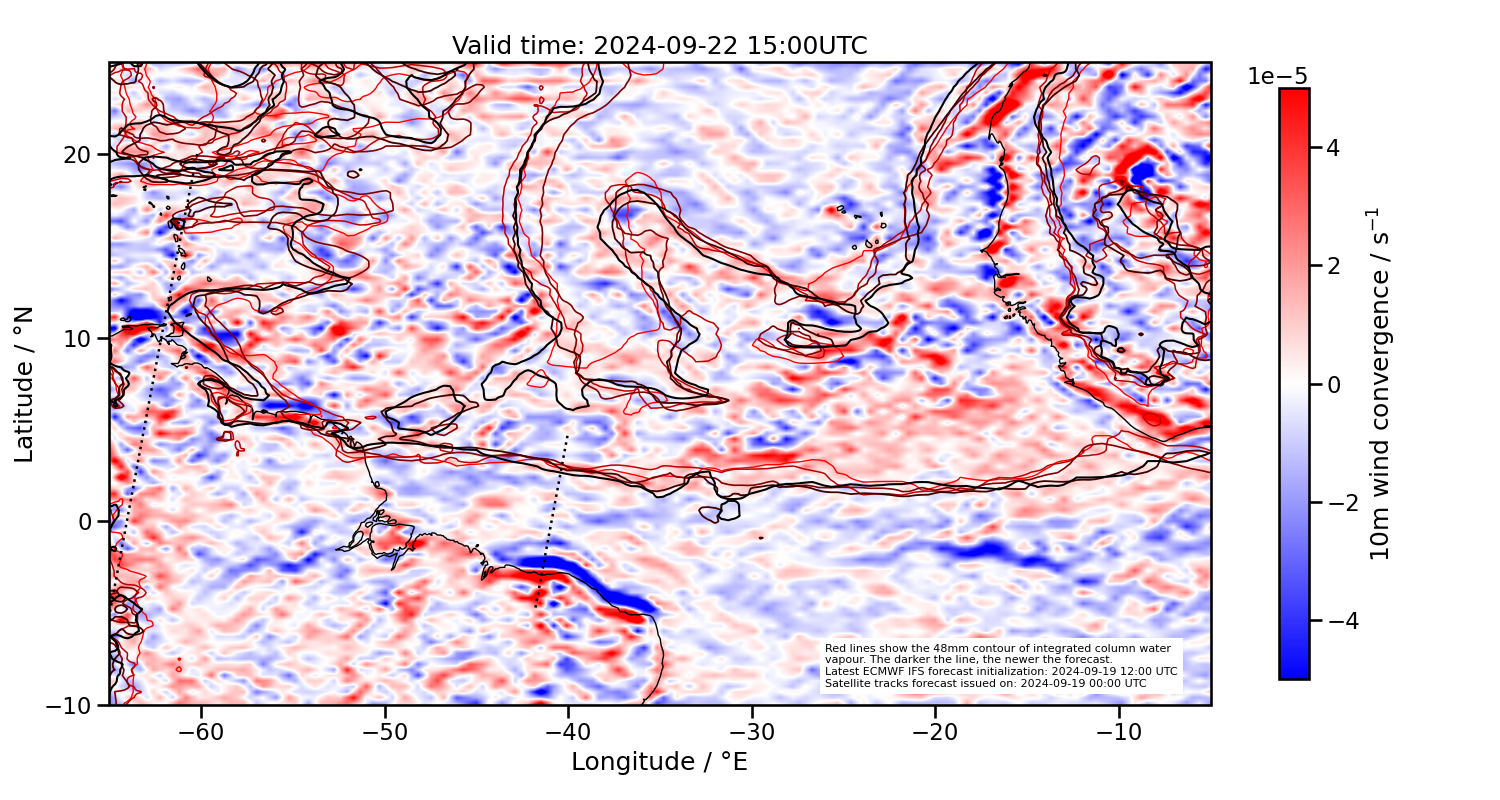 Valid time: 2024-09-22 15:00UTC
1e−5
20
10
0
−10
Latitude / °N
−60
−50
−40
−30
−20
−10
Longitude / °E
4
2
0
−2
−4
10m wind convergence / s⁻¹
Red lines show the 48mm contour of integrated column water
vapour. The darker the line, the newer the forecast.
Latest ECMWF IFS forecast initialization: 2024-09-19 12:00 UTC
Satellite tracks forecast issued on: 2024-09-19 00:00 UTC